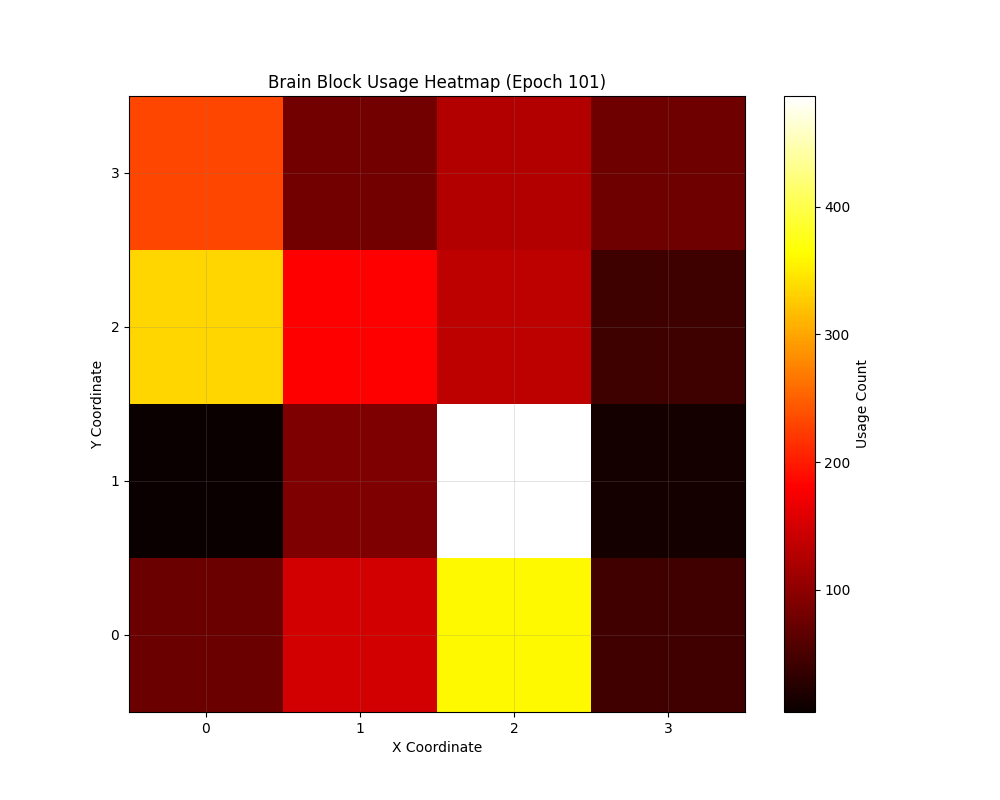 Brain Block Usage Heatmap (Epoch 101)
3
2
1
0
Y Coordinate
0 1 2 3
X Coordinate
400
300
200
100
Usage Count